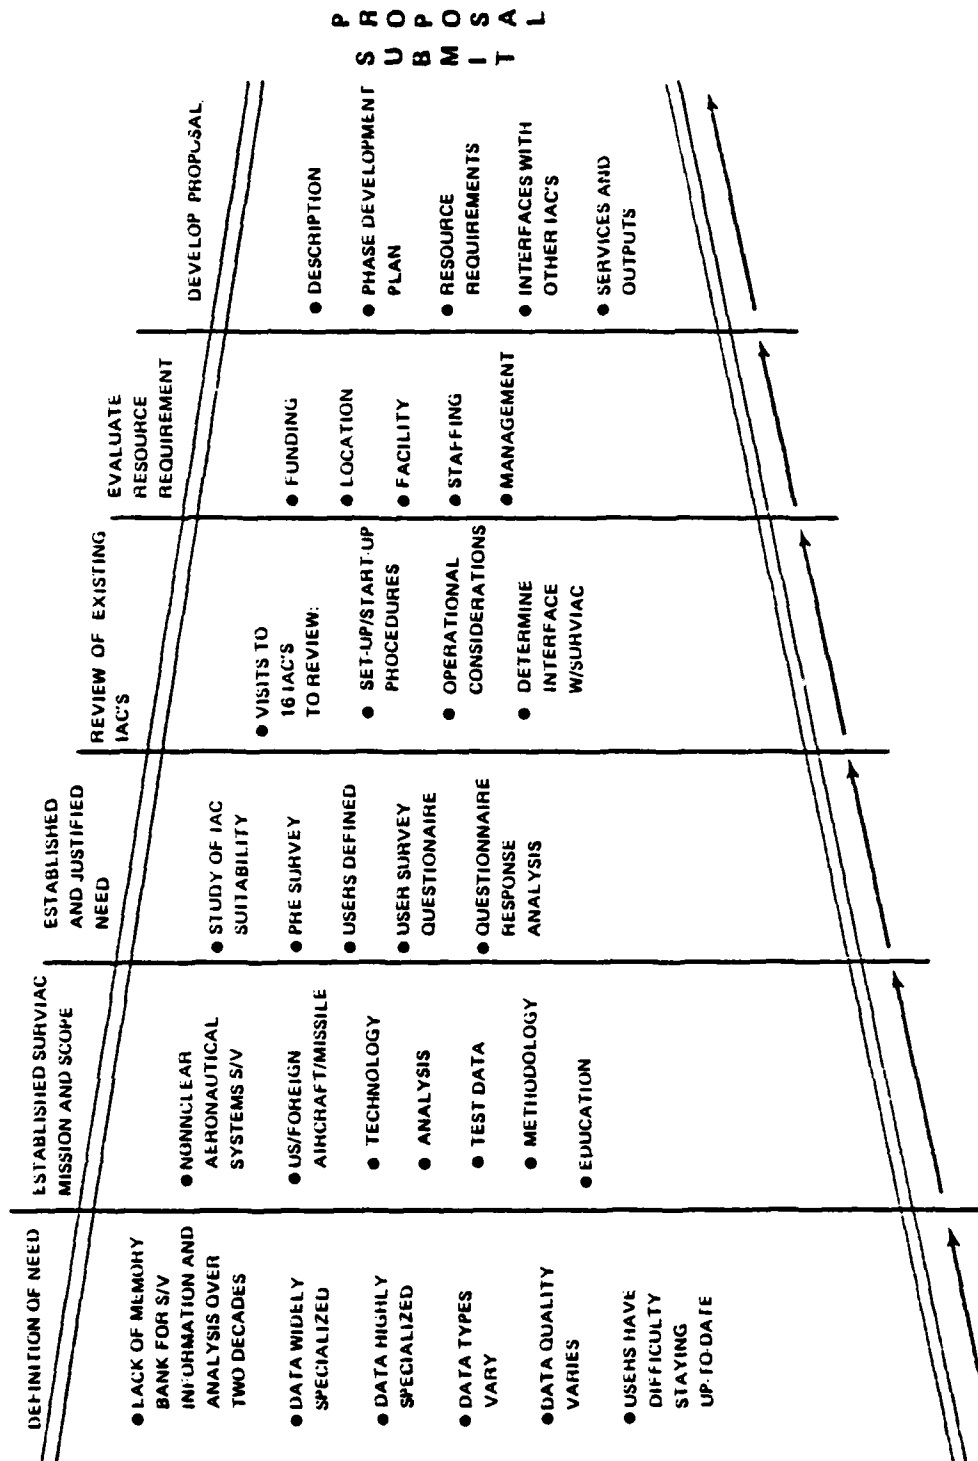 DEFINITION OF NEED
● LACK OF MEMORY
BANK FOR S/V
INFORMATION AND
ANALYSIS OVER
TWO DECADES
● DATA WIDELY
SPECIALIZED
● DATA HIGHLY
SPECIALIZED
● DATA TYPES
VARY
● DATA QUALITY
VARIES
● USERS HAVE
DIFFICULTY
STAYING
UP-TO-DATE
ESTABLISHED SURVIAC
MISSION AND SCOPE
● NONNCLEAR
AERONAUTICAL
SYSTEMS S/V
● US/FOREIGN
AIRCRAFT/MISSILE
● TECHNOLOGY
● ANALYSIS
● TEST DATA
● METHODOLOGY
● EDUCATION
ESTABLISHED
AND JUSTIFIED
NEED
● STUDY OF IAC
SUITABILITY
● PRE SURVEY
● USERS DEFINED
● USER SURVEY
QUESTIONAIRE
● QUESTIONNAIRE
RESPONSE
ANALYSIS
REVIEW OF EXISTING
IAC'S
● VISITS TO
16 IAC'S
TO REVIEW:
● SET-UP/START-UP
PROCEDURES
● OPERATIONAL
CONSIDERATIONS
● DETERMINE
INTERFACE
W/SURVIAC
EVALUATE
RESOURCE
REQUIREMENT
● FUNDING
● LOCATION
● FACILITY
● STAFFING
● MANAGEMENT
DEVELOP PROPOSAL
● DESCRIPTION
● PHASE DEVELOPMENT
PLAN
● RESOURCE
REQUIREMENTS
● INTERFACES WITH
OTHER IAC'S
● SERVICES AND
OUTPUTS
SUBMIT
PROPOSAL